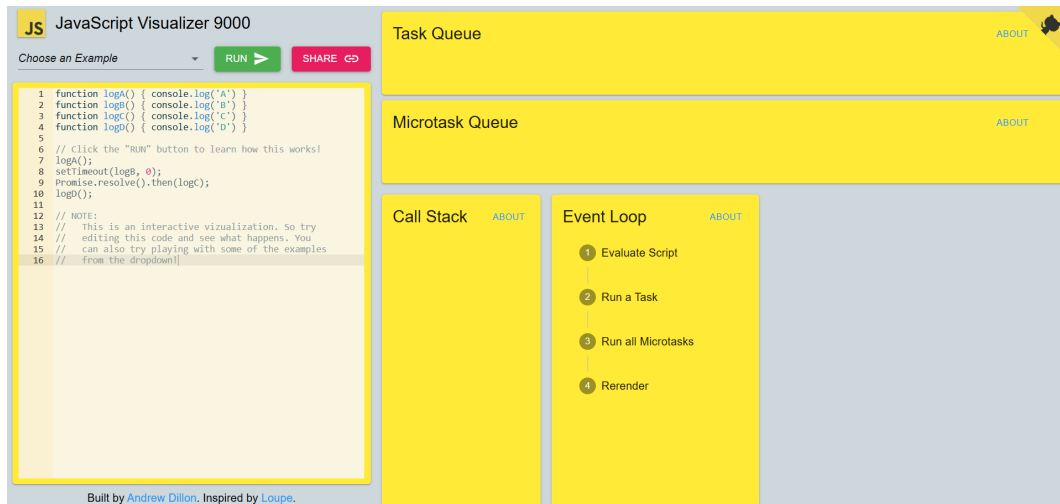 JS
JavaScript Visualizer 9000
Choose an Example
RUN
SHARE
1 function logA() { console.log('A') }
2 function logB() { console.log('B') }
3 function logC() { console.log('C') }
4 function logD() { console.log('D') }
5
6 // Click the "RUN" button to learn how this works!
7 logA();
8 setTimeout(logB, 0);
9 Promise.resolve().then(logC);
10 logD();
11
12 // NOTE:
13 //   This is an interactive vizualization. So try
14 //   editing this code and see what happens. You
15 //   can also try playing with some of the examples
16 //   from the dropdown!
Built by Andrew Dillon. Inspired by Loupe.
Task Queue
ABOUT
Microtask Queue
ABOUT
Call Stack
ABOUT
Event Loop
ABOUT
1 Evaluate Script
2 Run a Task
3 Run all Microtasks
4 Rerender